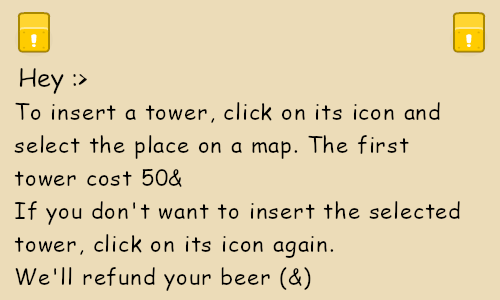 Hey :>
To insert a tower, click on its icon and
select the place on a map. The first
tower cost 50&
If you don't want to insert the selected
tower, click on its icon again.
We'll refund your beer (&)